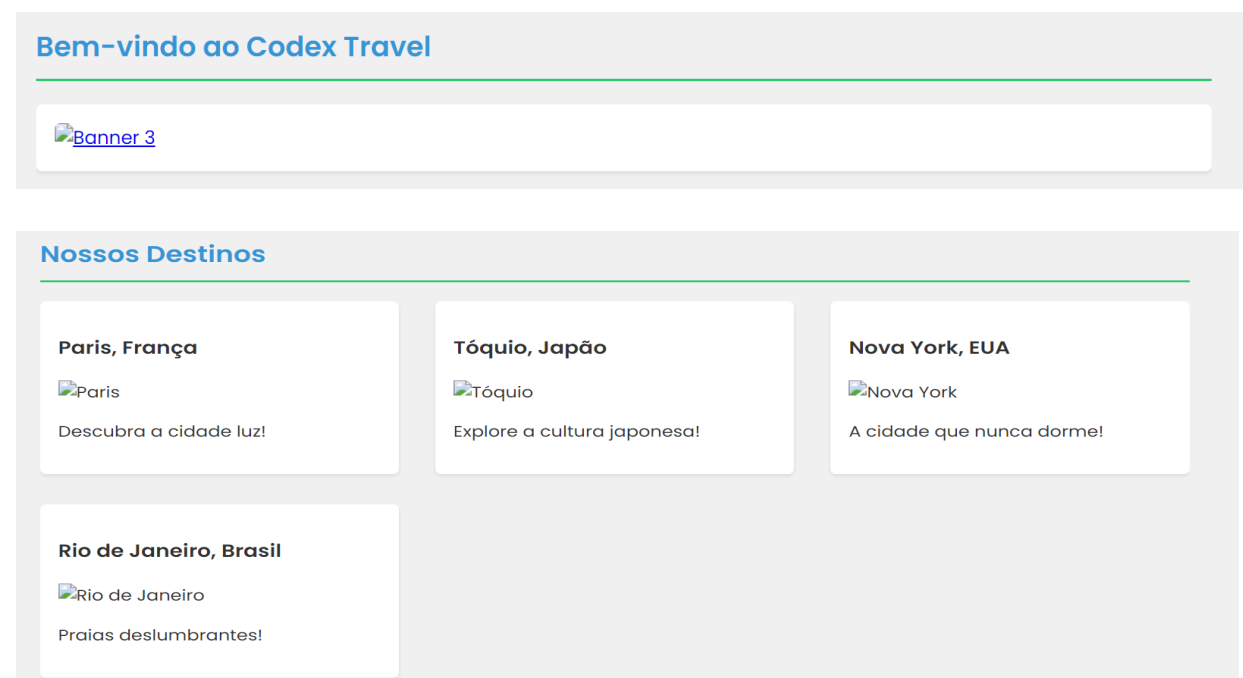 Bem-vindo ao Codex Travel
Banner 3
Nossos Destinos
Paris, França
Paris
Descubra a cidade luz!
Tóquio, Japão
Tóquio
Explore a cultura japonesa!
Nova York, EUA
Nova York
A cidade que nunca dorme!
Rio de Janeiro, Brasil
Rio de Janeiro
Praias deslumbrantes!